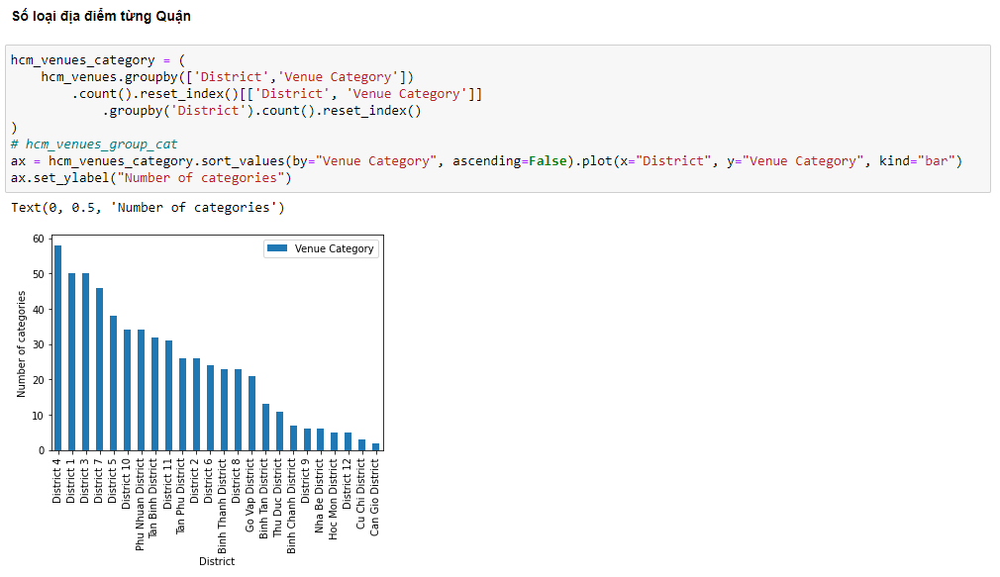 Số loại địa điểm từng Quận
hcm_venues_category = (
    hcm_venues.groupby(['District','Venue Category'])
        .count().reset_index()[['District', 'Venue Category']]
            .groupby('District').count().reset_index()
)
# hcm_venues_group_cat
ax = hcm_venues_category.sort_values(by="Venue Category", ascending=False).plot(x="District", y="Venue Category", kind="bar")
ax.set_ylabel("Number of categories")
Text(0, 0.5, 'Number of categories')
Venue Category
Number of categories
60
50
40
30
20
10
0
District 4
District 1
District 3
District 7
District 5
District 10
Phu Nhuan District
Tan Binh District
District 11
Tan Phu District
District 2
District 6
Binh Thanh District
District 8
Go Vap District
Binh Tan District
Thu Duc District
Binh Chanh District
District 9
Nha Be District
Hoc Mon District
District 12
Cu Chi District
Can Gio District
District